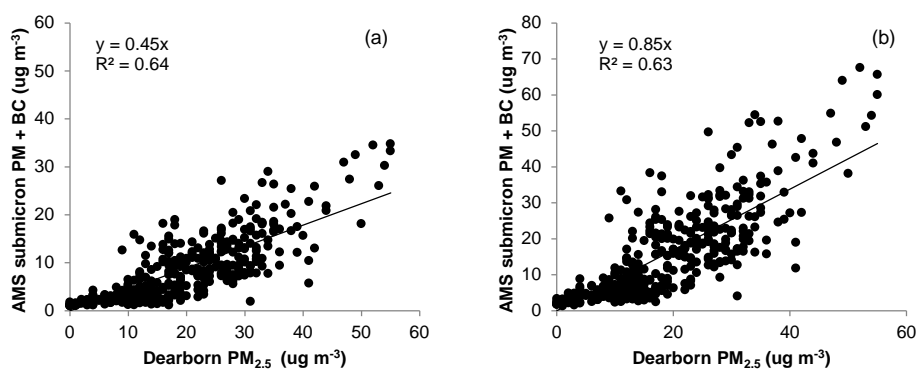 (a)
y = 0.45x
R² = 0.64
60
50
40
30
20
10
0
AMS submicron PM + BC (ug m⁻³)
0 10 20 30 40 50 60
Dearborn PM₂.₅ (ug m⁻³)
(b)
y = 0.85x
R² = 0.63
80
70
60
50
40
30
20
10
0
AMS submicron PM + BC (ug m⁻³)
0 20 40 60
Dearborn PM₂.₅ (ug m⁻³)